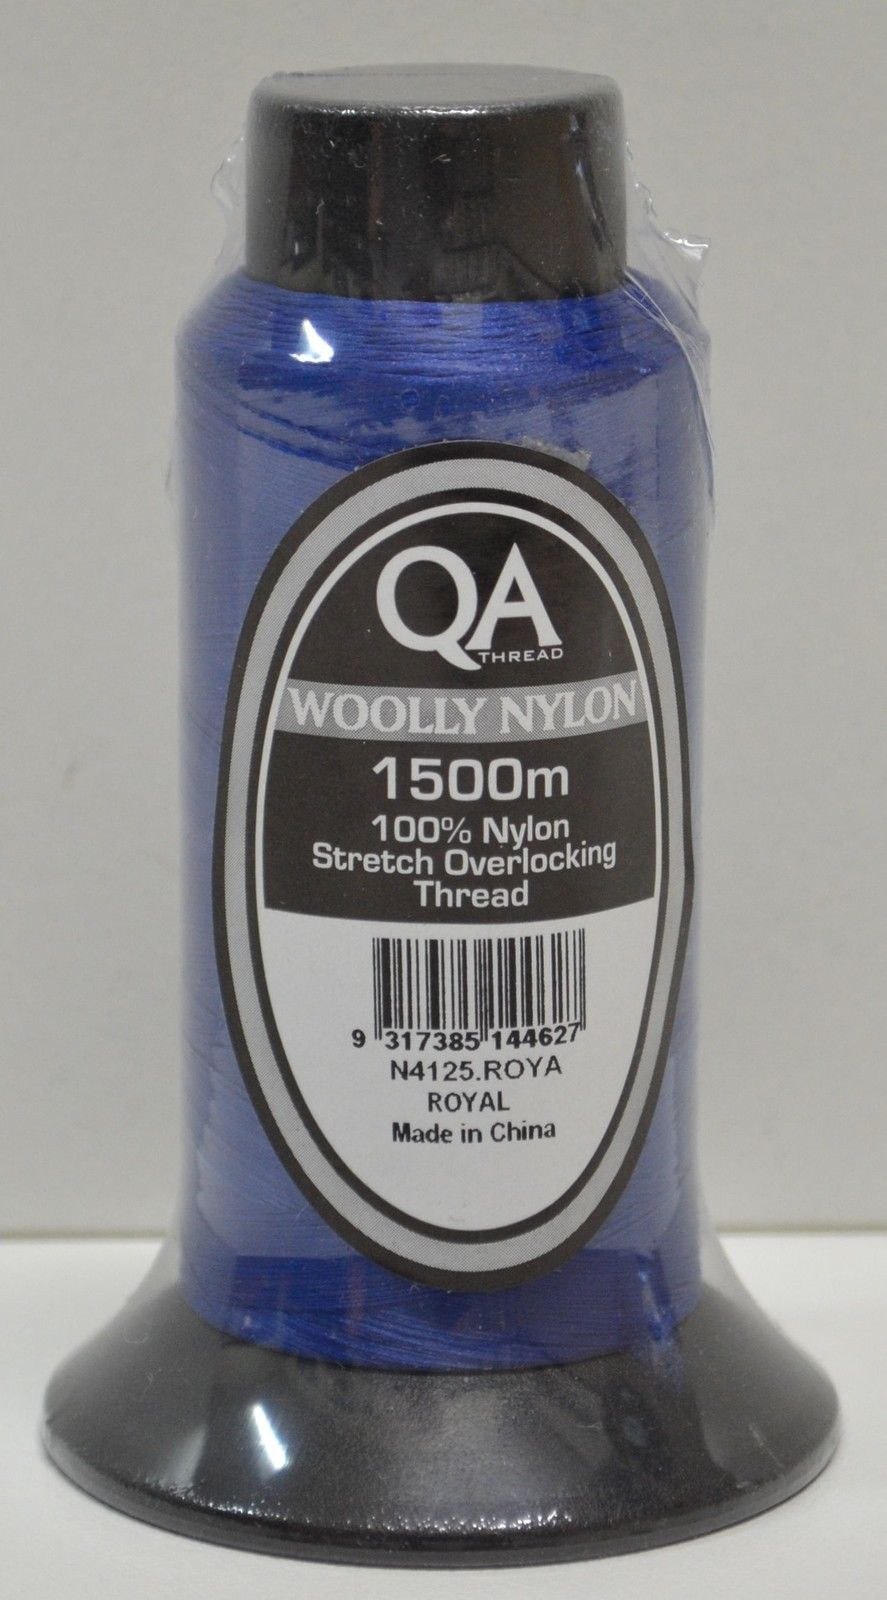 QA
THREAD
WOOLLY NYLON
1500m
100% Nylon
Stretch Overlocking
Thread
9 317385 144627
N4125.ROYA
ROYAL
Made in China